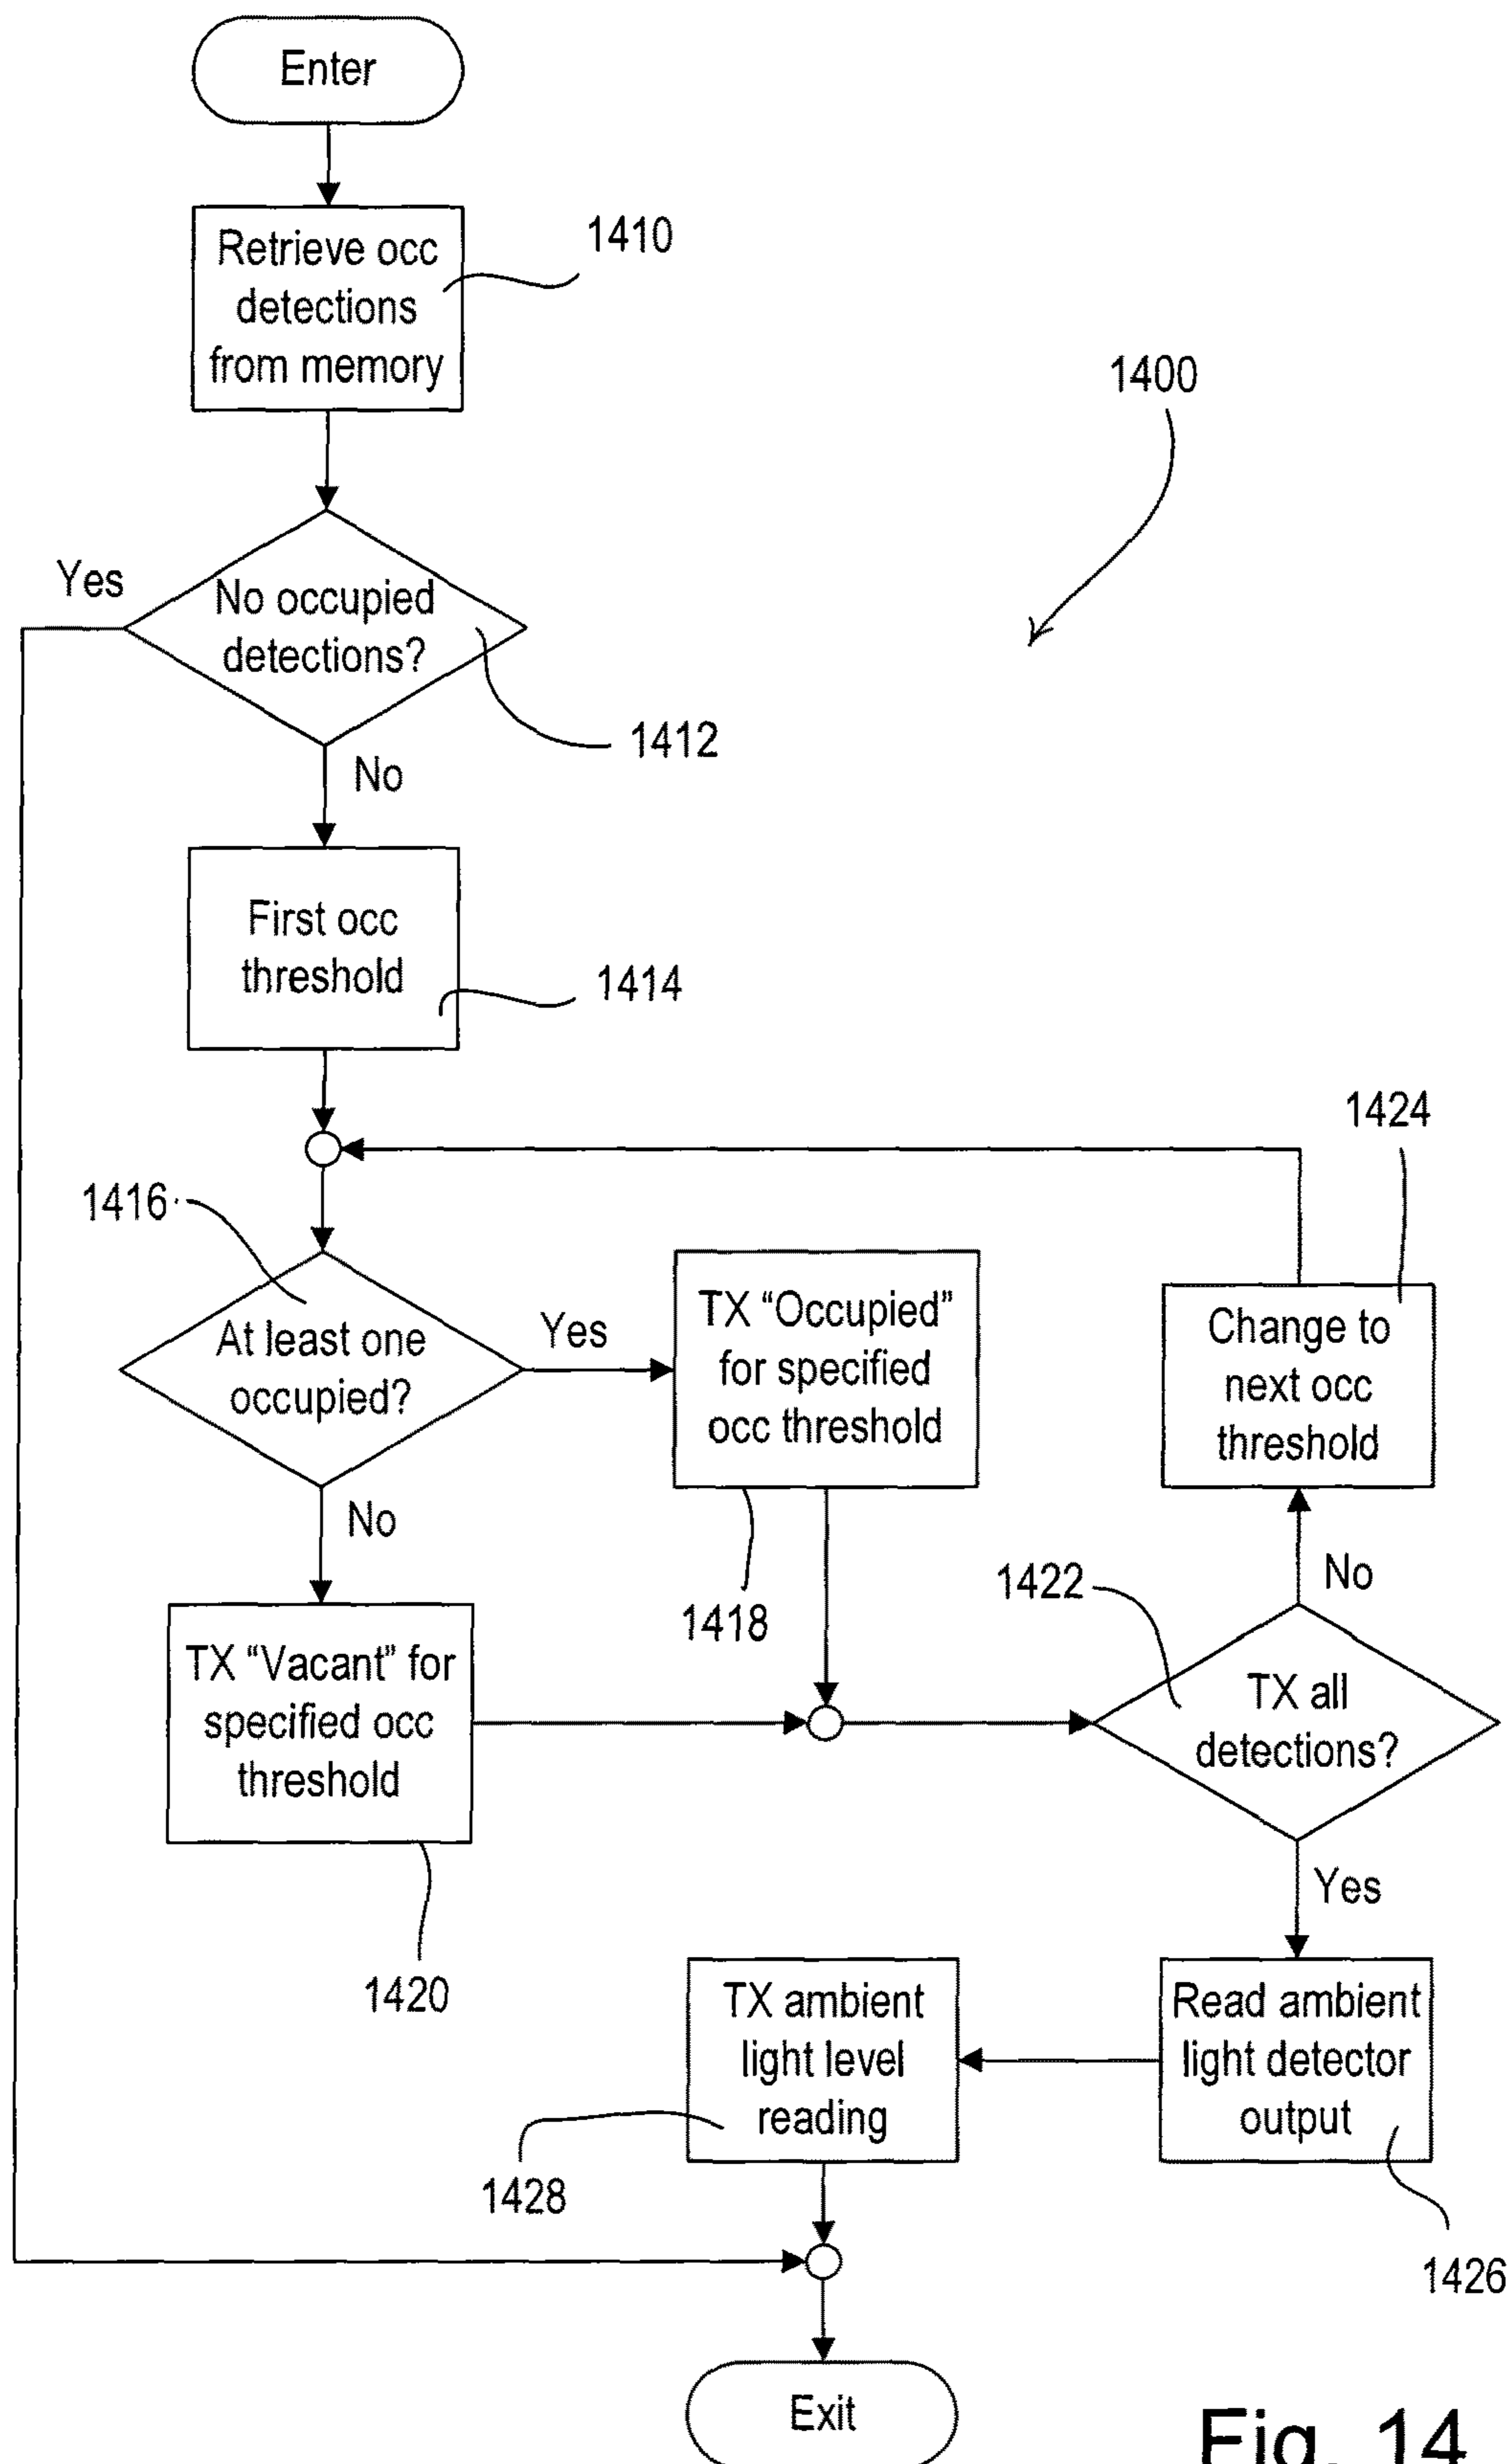 Enter
Retrieve occ
detections
from memory
1410
1400
Yes
No occupied
detections?
1412
No
First occ
threshold
1414
1424
1416
At least one
occupied?
Yes
TX “Occupied”
for specified
occ threshold
Change to
next occ
threshold
No
1418
1422
No
TX “Vacant” for
specified occ
threshold
TX all
detections?
Yes
1420
TX ambient
light level
reading
Read ambient
light detector
output
1428
1426
Exit
Fig. 14